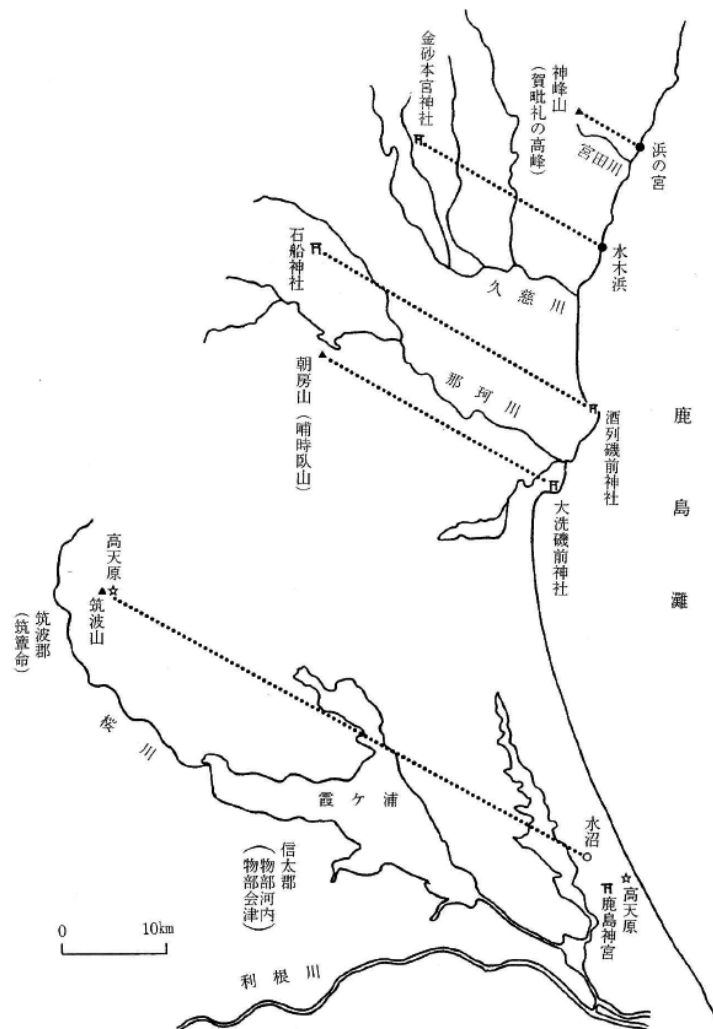 金砂本宮神社
神峰山
(賀毗礼の高峰)
宮田川
浜の宮
水木浜
石船神社
久慈川
朝房山(晡時臥山)
那珂川
酒列磯前神社
大洗磯前神社
鹿島灘
高天原
筑波山
筑波郡
(筑簞命)
桜川
霞ケ浦
信太郡
(物部河内
物部会津)
水沼
高天原
鹿島神宮
0 10km
利根川